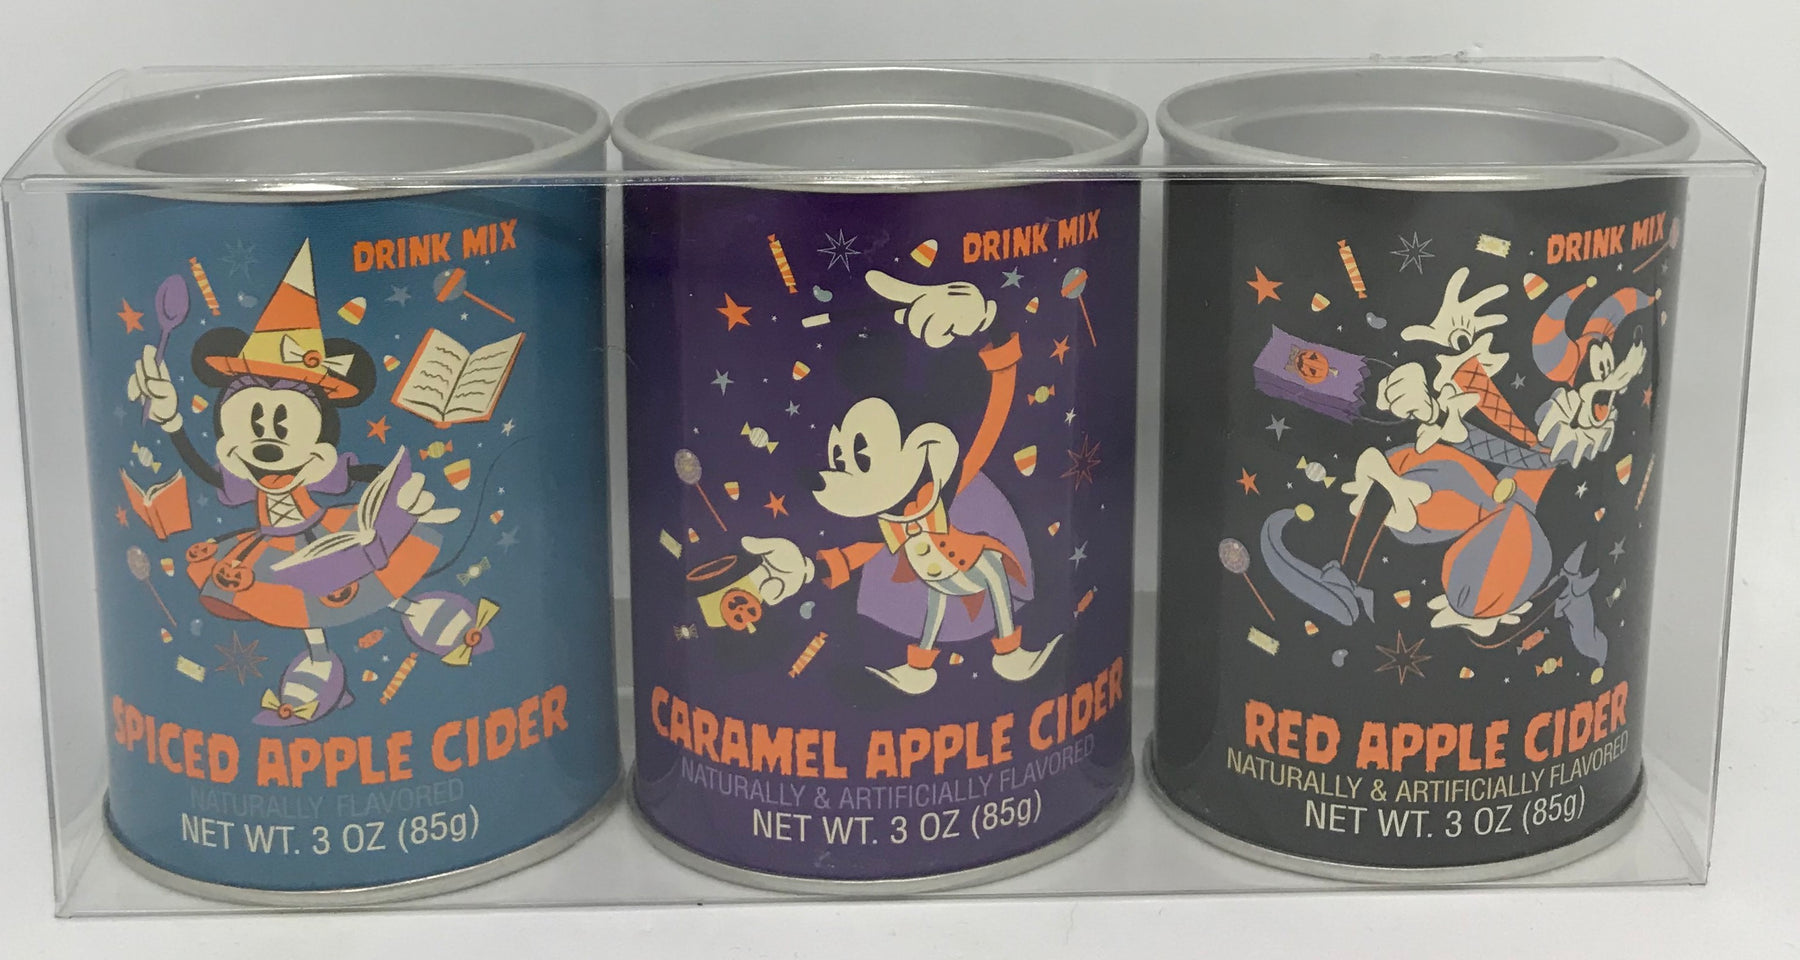 DRINK MIX
SPICED APPLE CIDER
NATURALLY FLAVORED
NET WT. 3 OZ (85g)
DRINK MIX
CARAMEL APPLE CIDER
NATURALLY & ARTIFICIALLY FLAVORED
NET WT. 3 OZ (85g)
DRINK MIX
RED APPLE CIDER
NATURALLY & ARTIFICIALLY FLAVORED
NET WT. 3 OZ (85g)